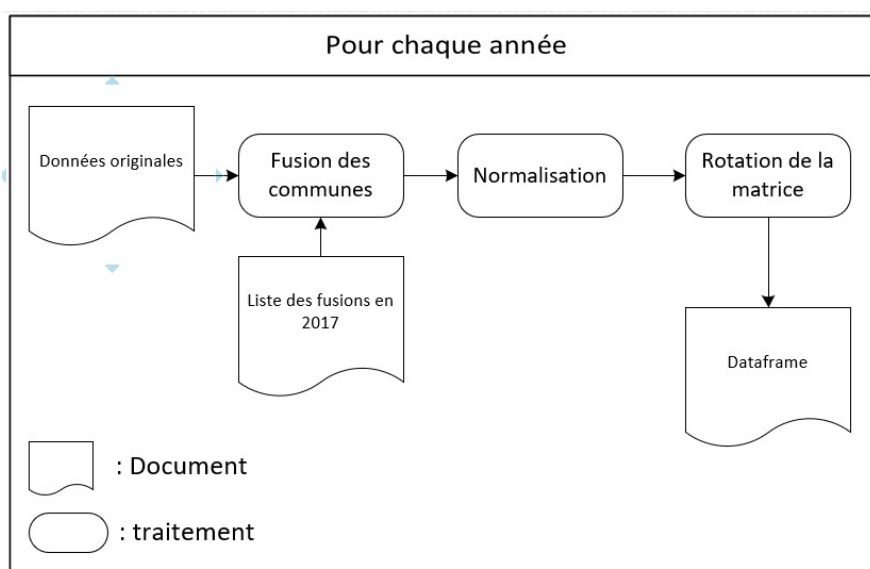 Pour chaque année
Données originales
Fusion des
communes
Normalisation
Rotation de la
matrice
Liste des fusions en
2017
Dataframe
: Document
: traitement